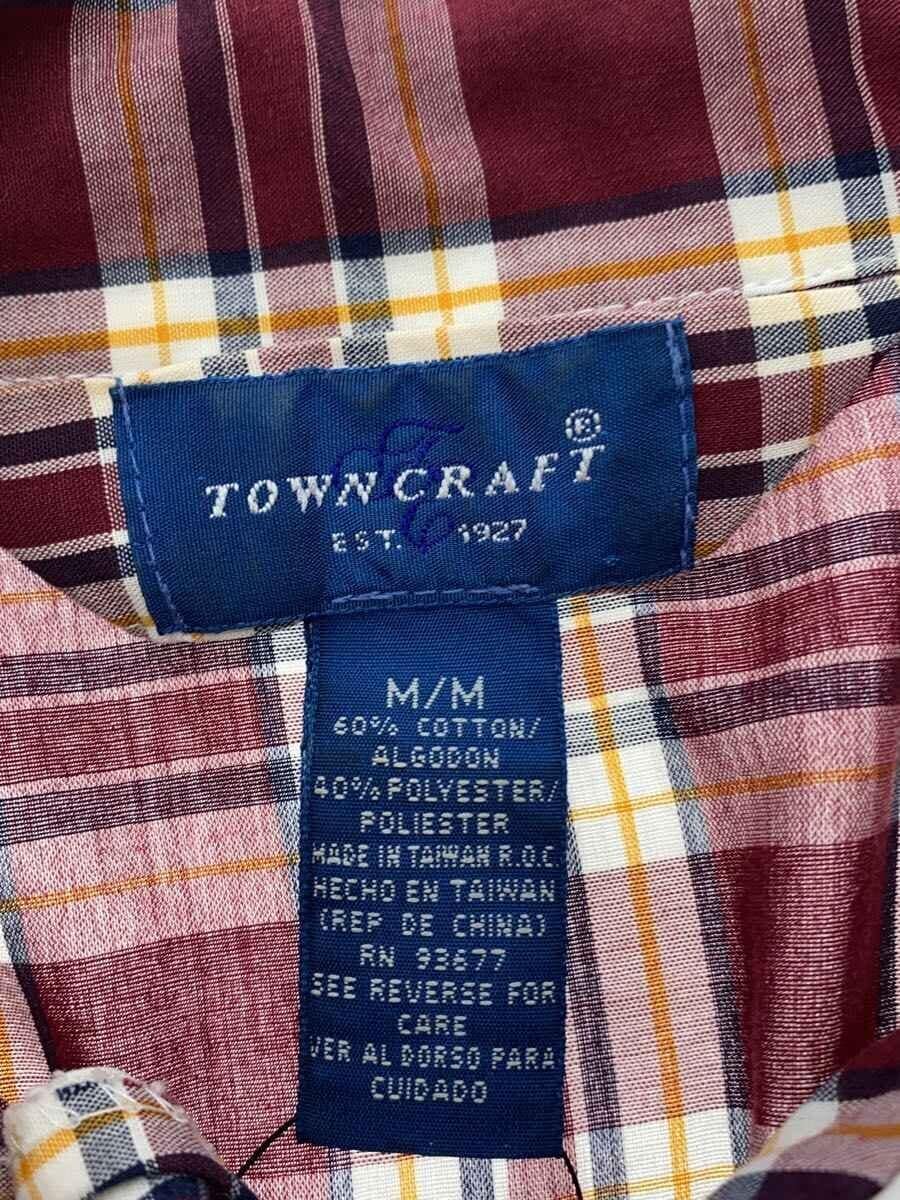 TOWNCRAFT®
EST. 1927
M/M
60% COTTON/
ALGODON
40% POLYESTER/
POLIESTER
MADE IN TAIWAN R.O.C.
HECHO EN TAIWAN
(REP DE CHINA)
RN 93677
SEE REVERSE FOR
CARE
VER AL DORSO PARA
CUIDADO